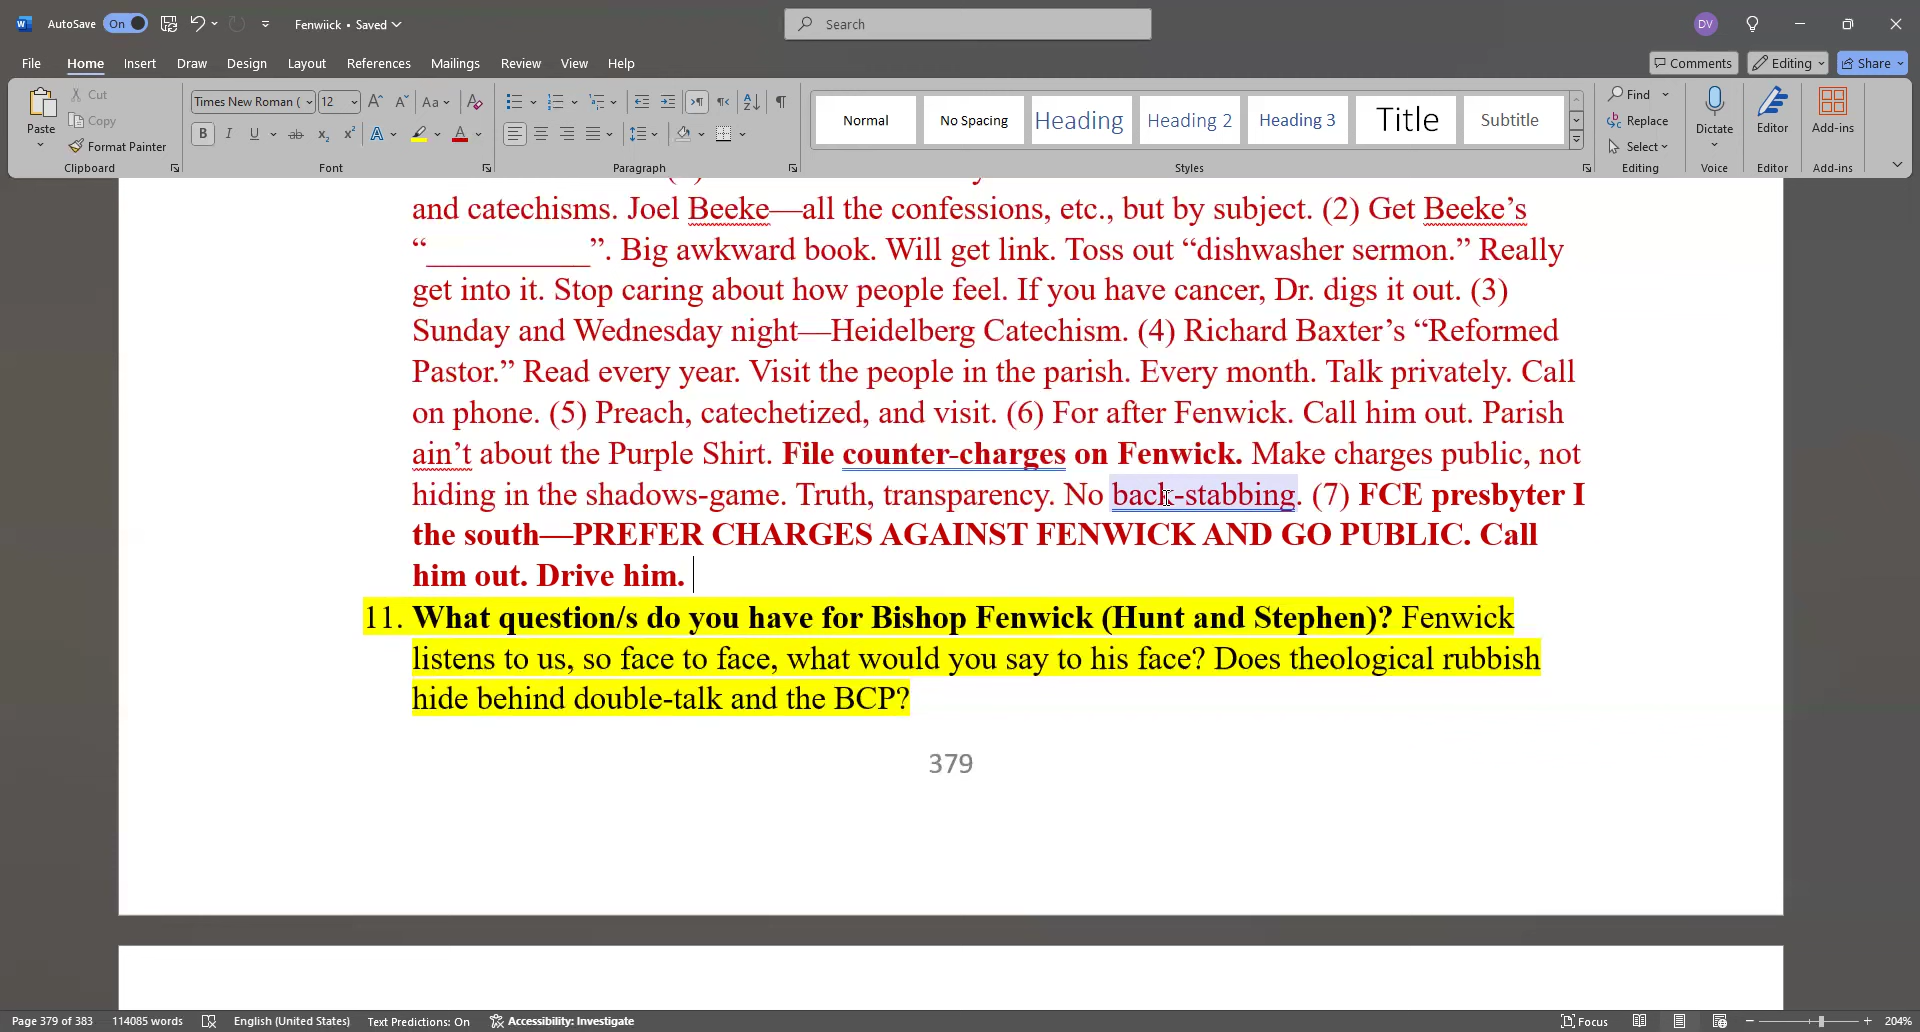 AutoSave On Fenwiick • Saved Search DV
File Home Insert Draw Design Layout References Mailings Review View Help Comments Editing Share
Paste Cut Copy Format Painter
Times New Roman ( 12 Aa
Normal No Spacing Heading Heading 2 Heading 3 Title Subtitle
Find Replace Select Dictate Editor Add-ins
Clipboard Font Paragraph Styles Editing Voice Editor Add-ins
and catechisms. Joel Beeke—all the confessions, etc., but by subject. (2) Get Beeke’s
“__________”. Big awkward book. Will get link. Toss out “dishwasher sermon.” Really
get into it. Stop caring about how people feel. If you have cancer, Dr. digs it out. (3)
Sunday and Wednesday night—Heidelberg Catechism. (4) Richard Baxter’s “Reformed
Pastor.” Read every year. Visit the people in the parish. Every month. Talk privately. Call
on phone. (5) Preach, catechetized, and visit. (6) For after Fenwick. Call him out. Parish
ain’t about the Purple Shirt. File counter-charges on Fenwick. Make charges public, not
hiding in the shadows-game. Truth, transparency. No back-stabbing. (7) FCE presbyter I
the south—PREFER CHARGES AGAINST FENWICK AND GO PUBLIC. Call
him out. Drive him.
11. What question/s do you have for Bishop Fenwick (Hunt and Stephen)? Fenwick
listens to us, so face to face, what would you say to his face? Does theological rubbish
hide behind double-talk and the BCP?
379
Page 379 of 383 114085 words English (United States) Text Predictions: On Accessibility: Investigate Focus 204%